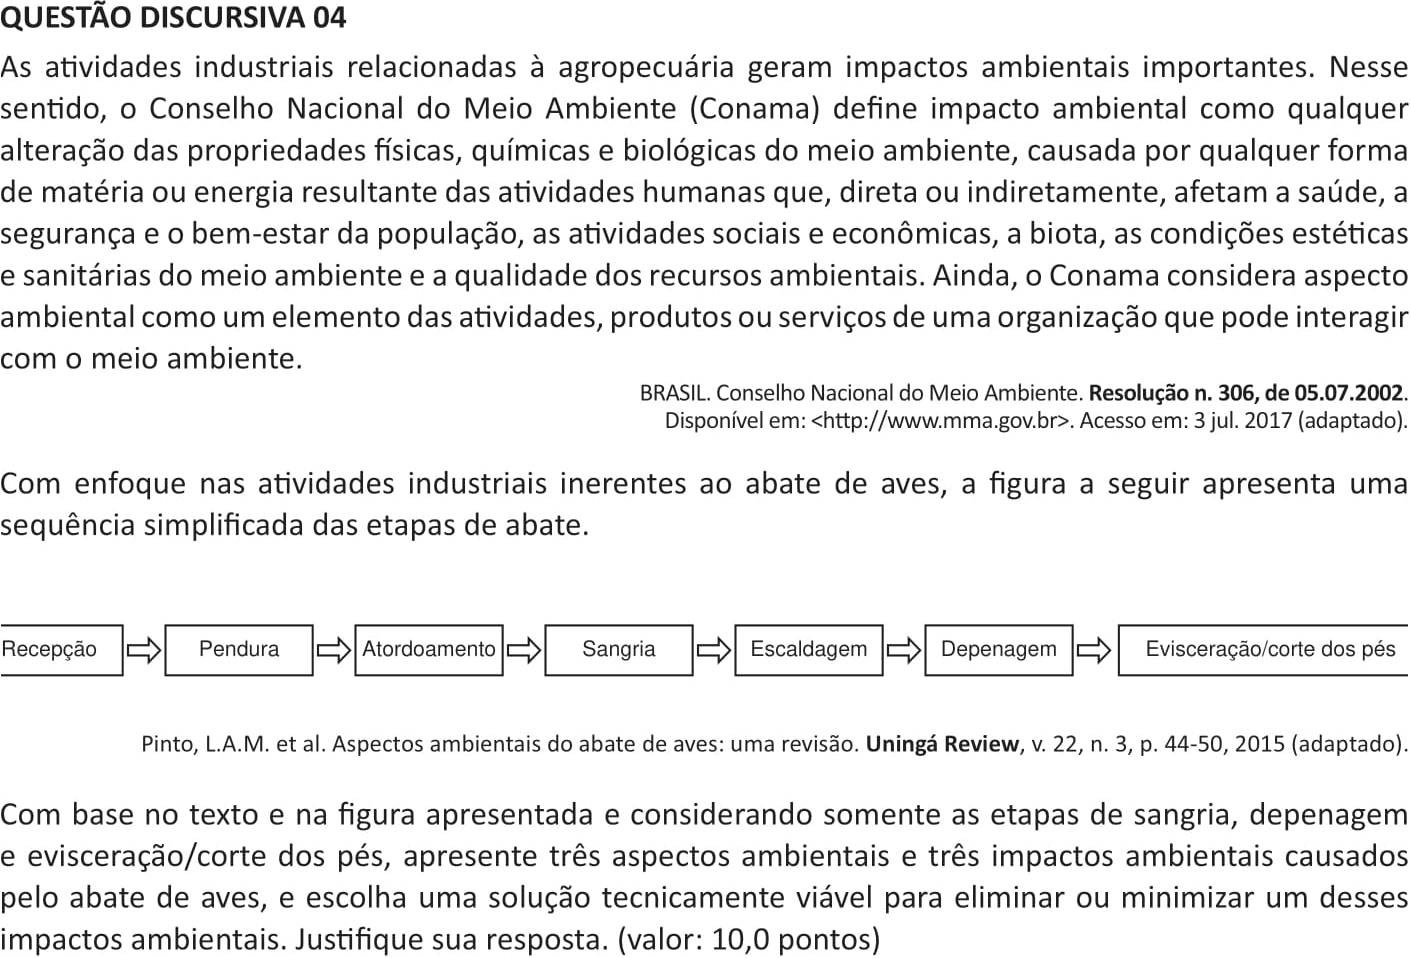 QUESTÃO DISCURSIVA 04
As atividades industriais relacionadas à agropecuária geram impactos ambientais importantes. Nesse
sentido, o Conselho Nacional do Meio Ambiente (Conama) define impacto ambiental como qualquer
alteração das propriedades físicas, químicas e biológicas do meio ambiente, causada por qualquer forma
de matéria ou energia resultante das atividades humanas que, direta ou indiretamente, afetam a saúde, a
segurança e o bem-estar da população, as atividades sociais e econômicas, a biota, as condições estéticas
e sanitárias do meio ambiente e a qualidade dos recursos ambientais. Ainda, o Conama considera aspecto
ambiental como um elemento das atividades, produtos ou serviços de uma organização que pode interagir
com o meio ambiente.
BRASIL. Conselho Nacional do Meio Ambiente. Resolução n. 306, de 05.07.2002.
Disponível em: <http://www.mma.gov.br>. Acesso em: 3 jul. 2017 (adaptado).
Com enfoque nas atividades industriais inerentes ao abate de aves, a figura a seguir apresenta uma
sequência simplificada das etapas de abate.
Recepção Pendura Atordoamento Sangria Escaldagem Depenagem Evisceração/corte dos pés
Pinto, L.A.M. et al. Aspectos ambientais do abate de aves: uma revisão. Uningá Review, v. 22, n. 3, p. 44-50, 2015 (adaptado).
Com base no texto e na figura apresentada e considerando somente as etapas de sangria, depenagem
e evisceração/corte dos pés, apresente três aspectos ambientais e três impactos ambientais causados
pelo abate de aves, e escolha uma solução tecnicamente viável para eliminar ou minimizar um desses
impactos ambientais. Justifique sua resposta. (valor: 10,0 pontos)